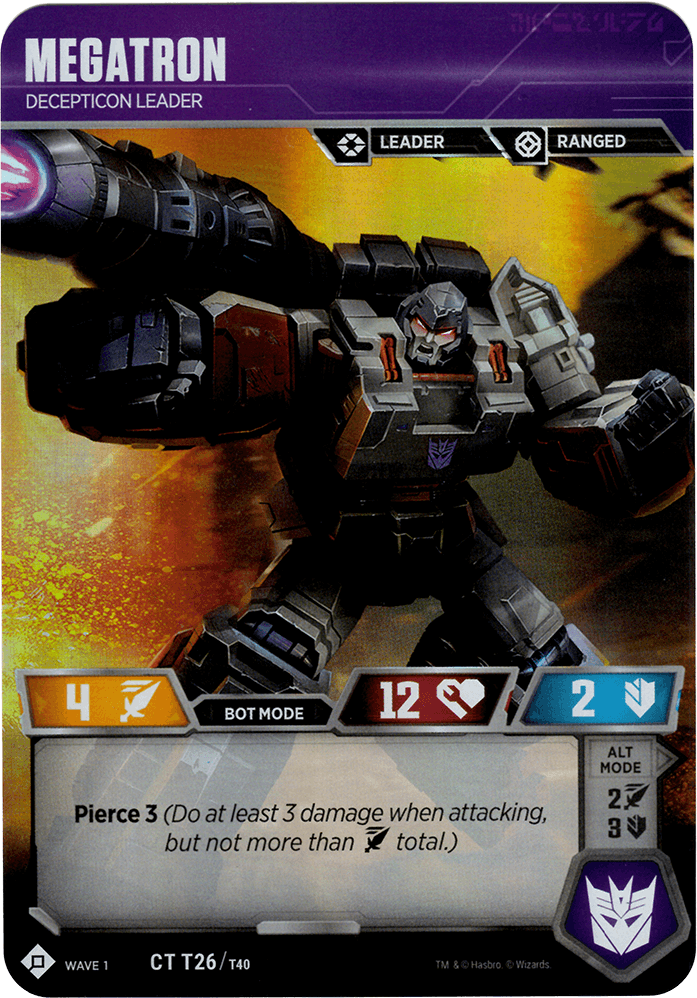 MEGATRON
DECEPTICON LEADER
LEADER
RANGED
4
BOT MODE
12
2
ALT
MODE
2
3
Pierce 3 (Do at least 3 damage when attacking,
but not more than total.)
WAVE 1
CT T26/T40
TM & © Hasbro. © Wizards.